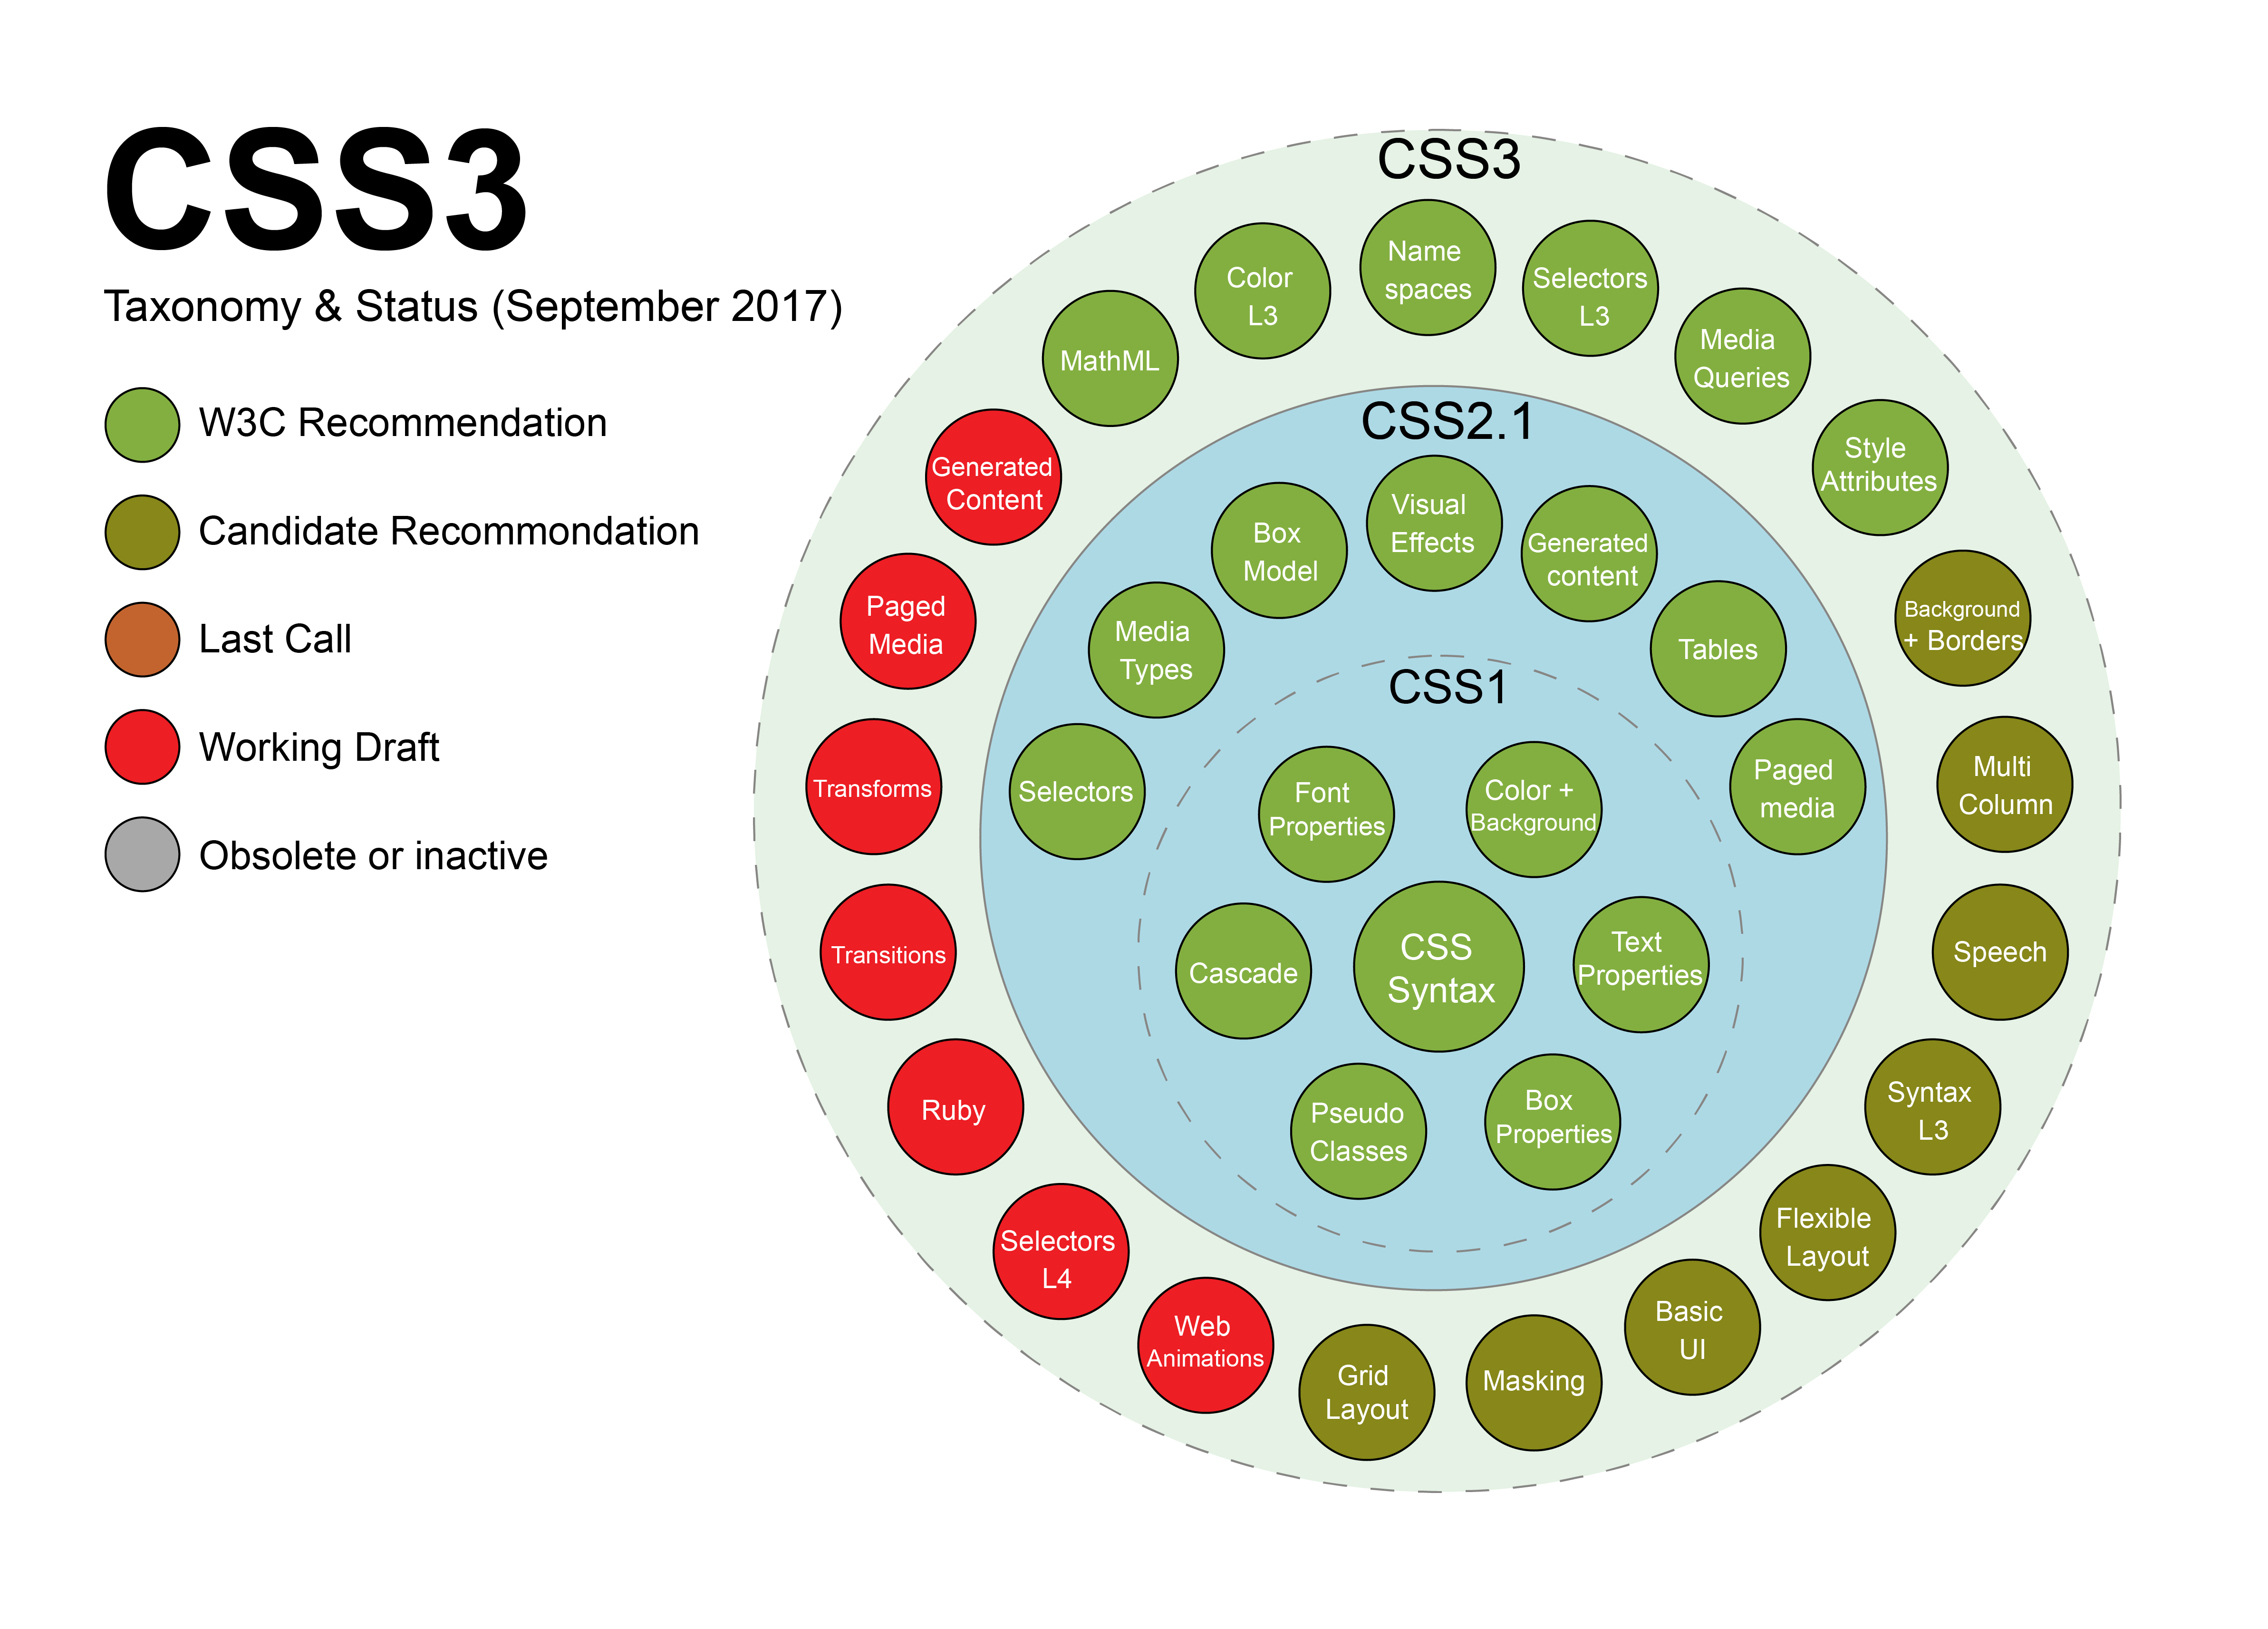 CSS3
Taxonomy & Status (September 2017)
W3C Recommendation
Candidate Recommondation
Last Call
Working Draft
Obsolete or inactive
CSS3
Name
spaces
Selectors
L3
Media
Queries
Style
Attributes
Background
+ Borders
Multi
Column
Speech
Syntax
L3
Flexible
Layout
Basic
UI
Masking
Grid
Layout
Web
Animations
Selectors
L4
Ruby
Transitions
Transforms
Paged
Media
Generated
Content
MathML
Color
L3
CSS2.1
Selectors
Media
Types
Box
Model
Visual
Effects
Generated
content
Tables
Paged
media
CSS1
Font
Properties
Color +
Background
Cascade
CSS
Syntax
Text
Properties
Pseudo
Classes
Box
Properties